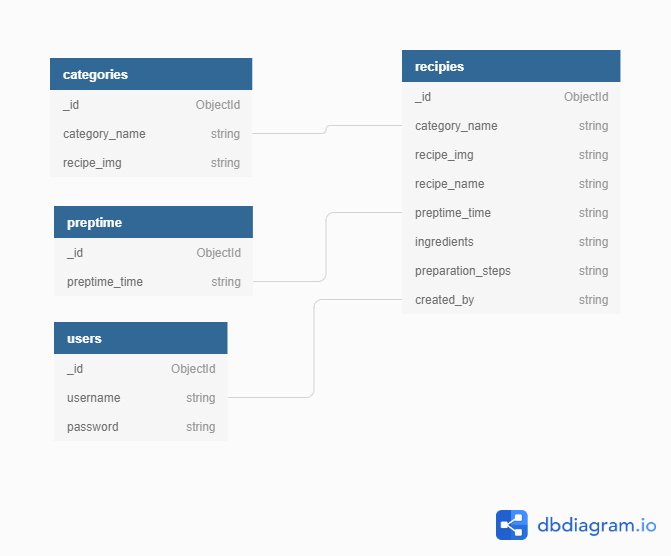 categories
_id ObjectId
category_name string
recipe_img string
preptime
_id ObjectId
preptime_time string
users
_id ObjectId
username string
password string
recipies
_id ObjectId
category_name string
recipe_img string
recipe_name string
preptime_time string
ingredients string
preparation_steps string
created_by string
dbdiagram.io